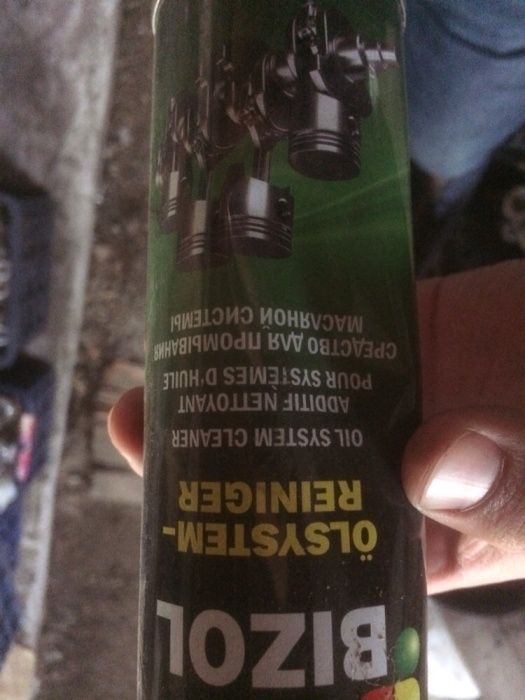 BIZOL
ÖLSYSTEM-
REINIGER
OIL SYSTEM CLEANER
ADDITIF NETTOYANT
POUR SYSTÈMES D'HUILE
СРЕДСТВО ДЛЯ ПРОМЫВАНИЯ
МАСЛЯНОЙ СИСТЕМЫ